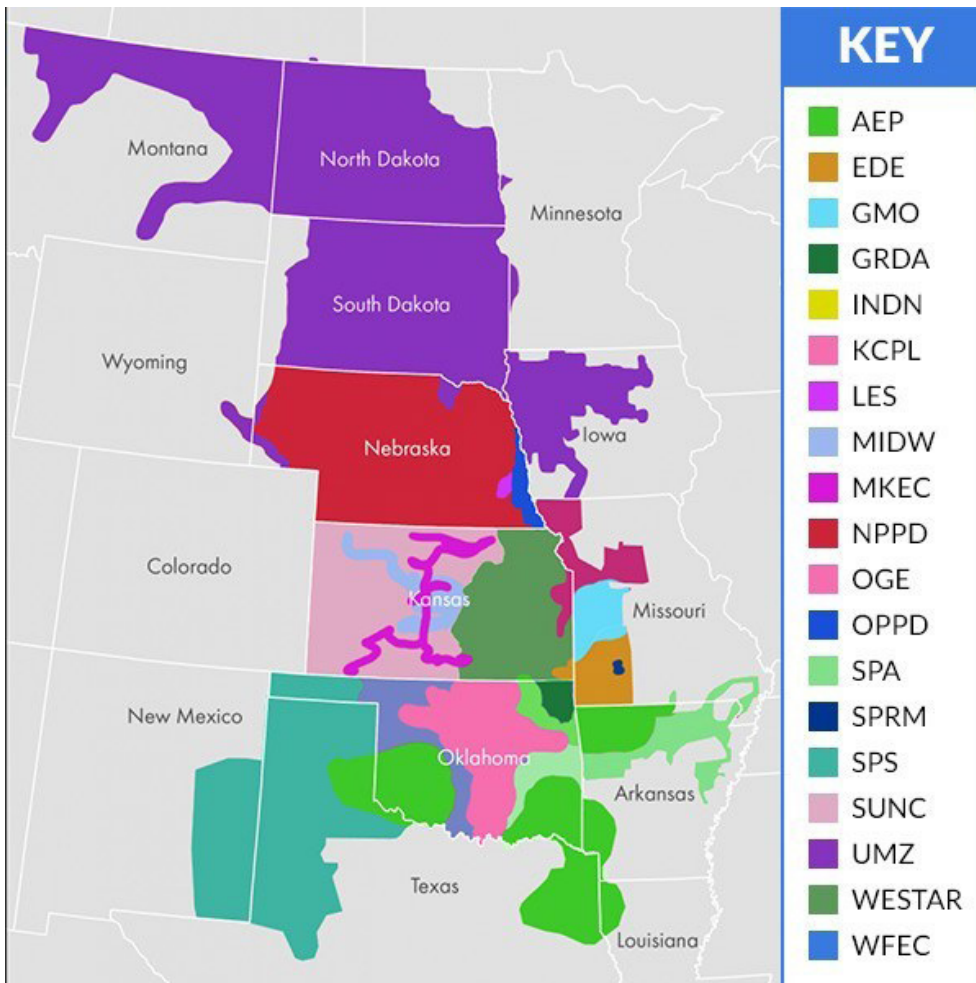 KEY
Montana
North Dakota
Minnesota
South Dakota
Wyoming
Iowa
Nebraska
Colorado
Kansas
Missouri
New Mexico
Oklahoma
Arkansas
Texas
Louisiana
AEP
EDE
GMO
GRDA
INDN
KCPL
LES
MIDW
MKEC
NPPD
OGE
OPPD
SPA
SPRM
SPS
SUNC
UMZ
WESTAR
WFEC